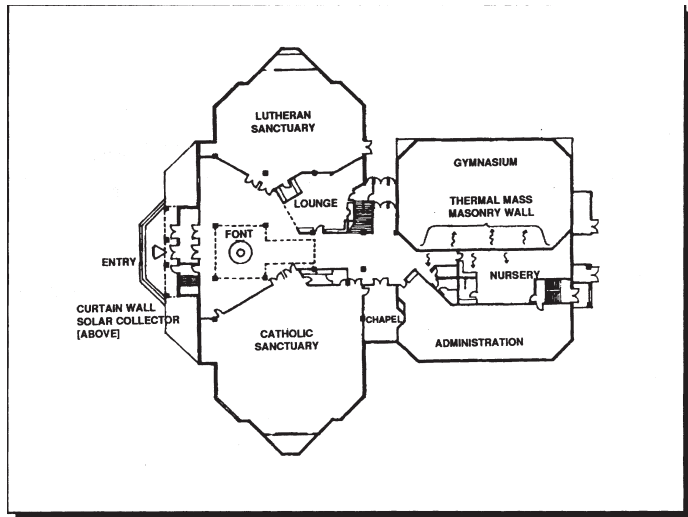 LUTHERAN
SANCTUARY
GYMNASIUM
THERMAL MASS
MASONRY WALL
LOUNGE
FONT
ENTRY
NURSERY
CURTAIN WALL
SOLAR COLLECTOR
[ABOVE]
CHAPEL
CATHOLIC
SANCTUARY
ADMINISTRATION